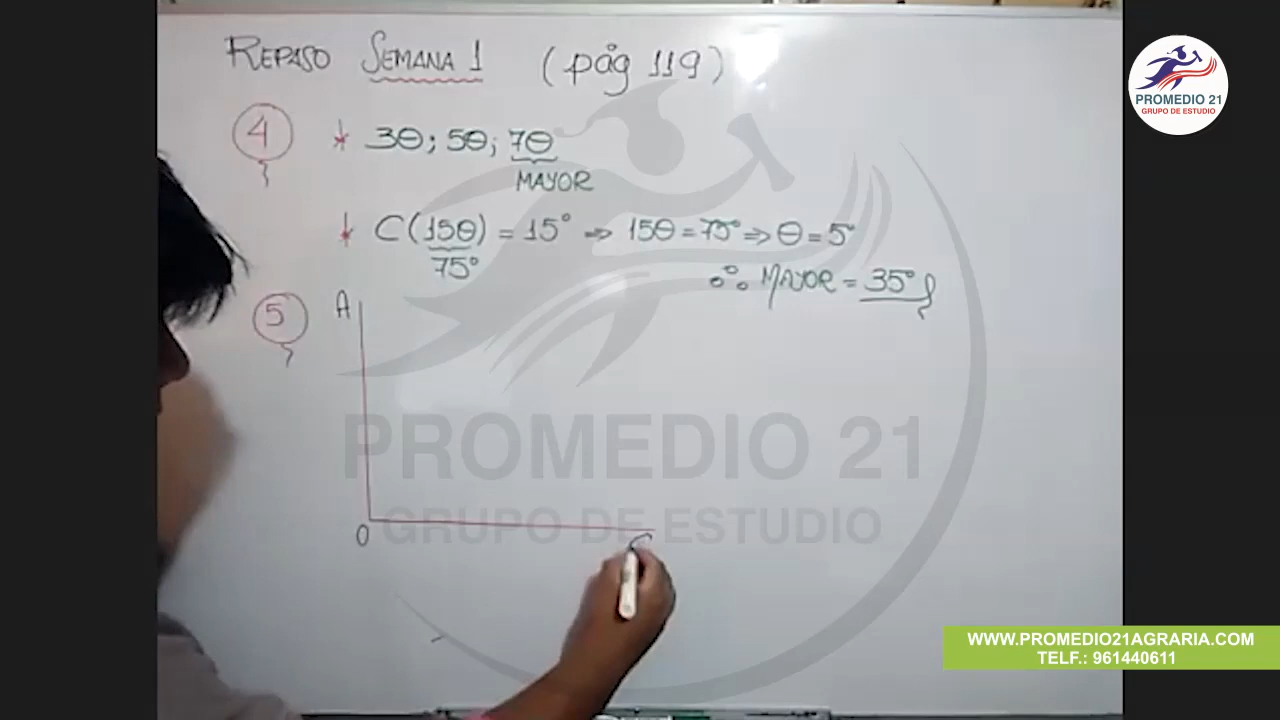 REPASO SEMANA 1 (pág 119)
4 * 3θ; 5θ; 7θ
MAYOR
* C(15θ) = 15° ⇒ 15θ = 75° ⇒ θ = 5°
75°
∴ MAYOR = 35°
5 A
O
C
PROMEDIO 21
GRUPO DE ESTUDIO
PROMEDIO 21
GRUPO DE ESTUDIO
WWW.PROMEDIO21AGRARIA.COM
TELF.: 961440611